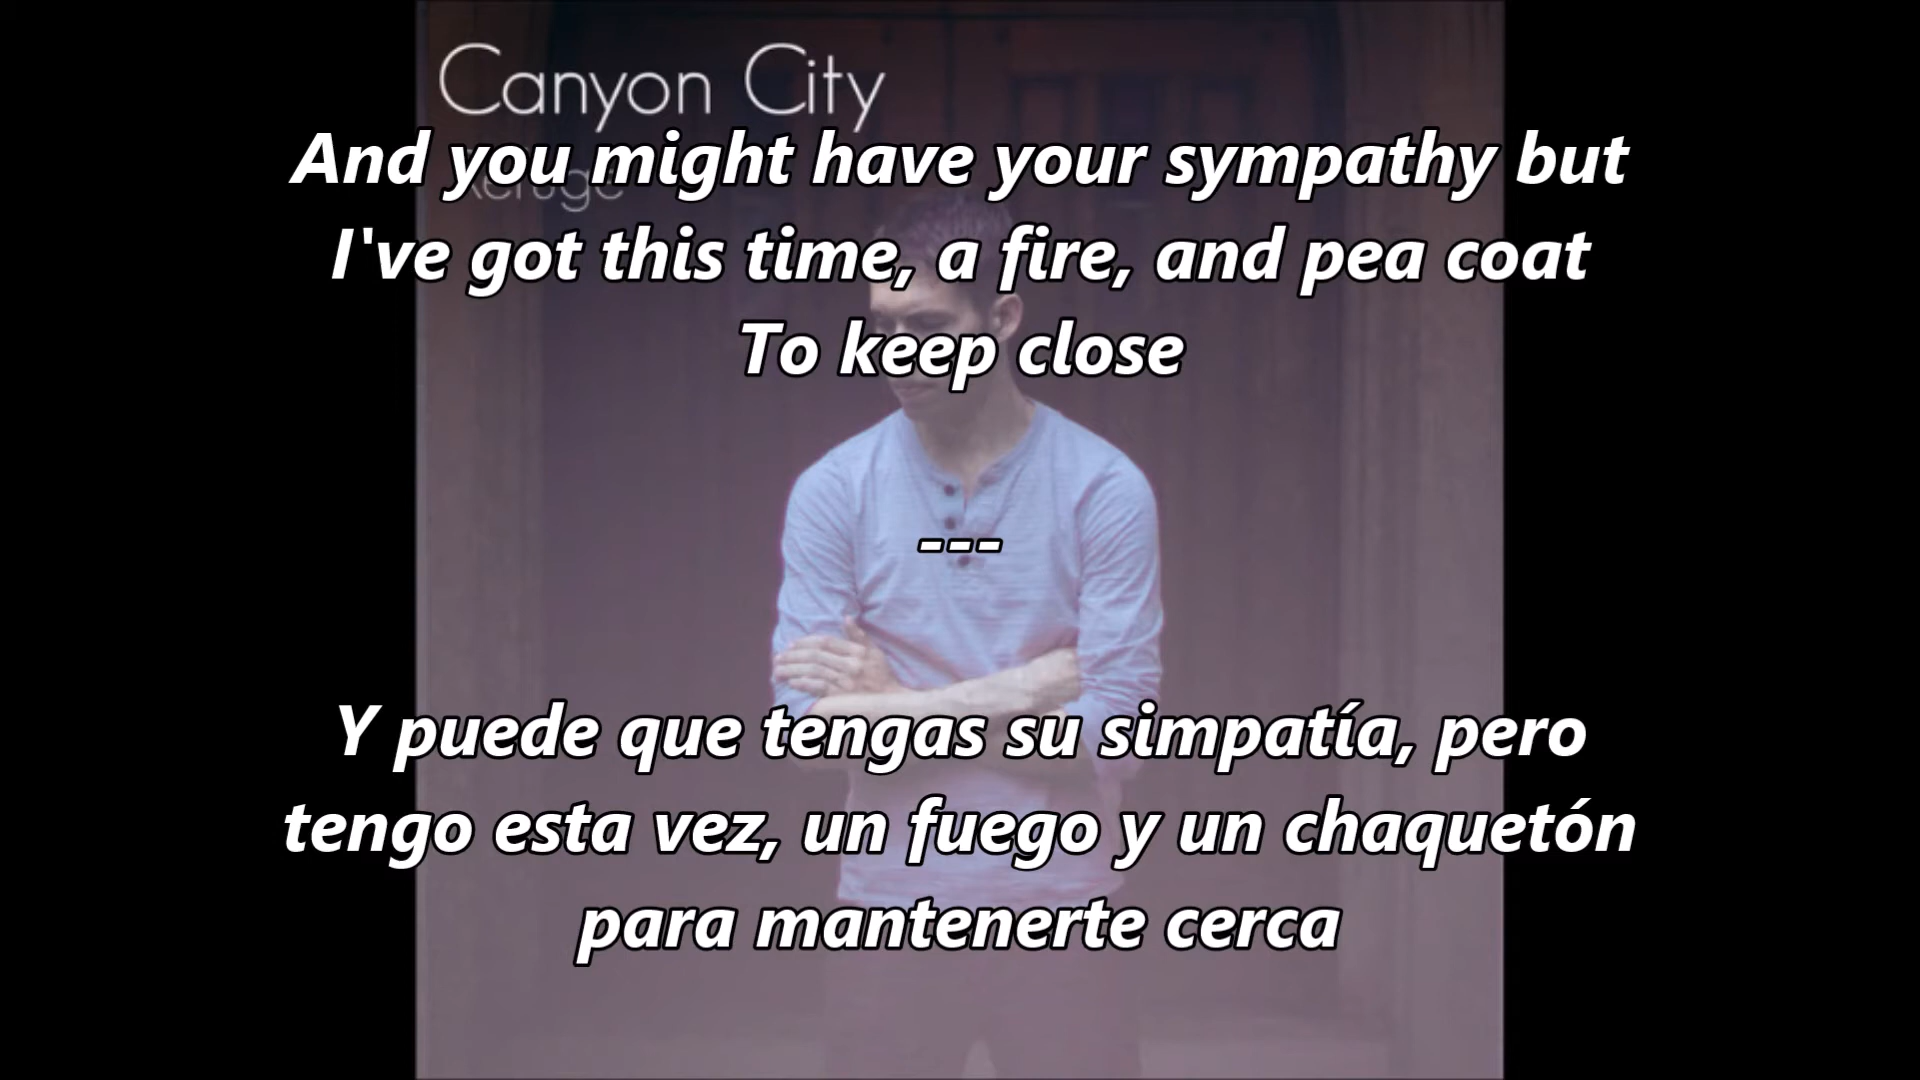 Canyon City
Refuge
And you might have your sympathy but
I've got this time, a fire, and pea coat
To keep close
---
Y puede que tengas su simpatía, pero
tengo esta vez, un fuego y un chaquetón
para mantenerte cerca